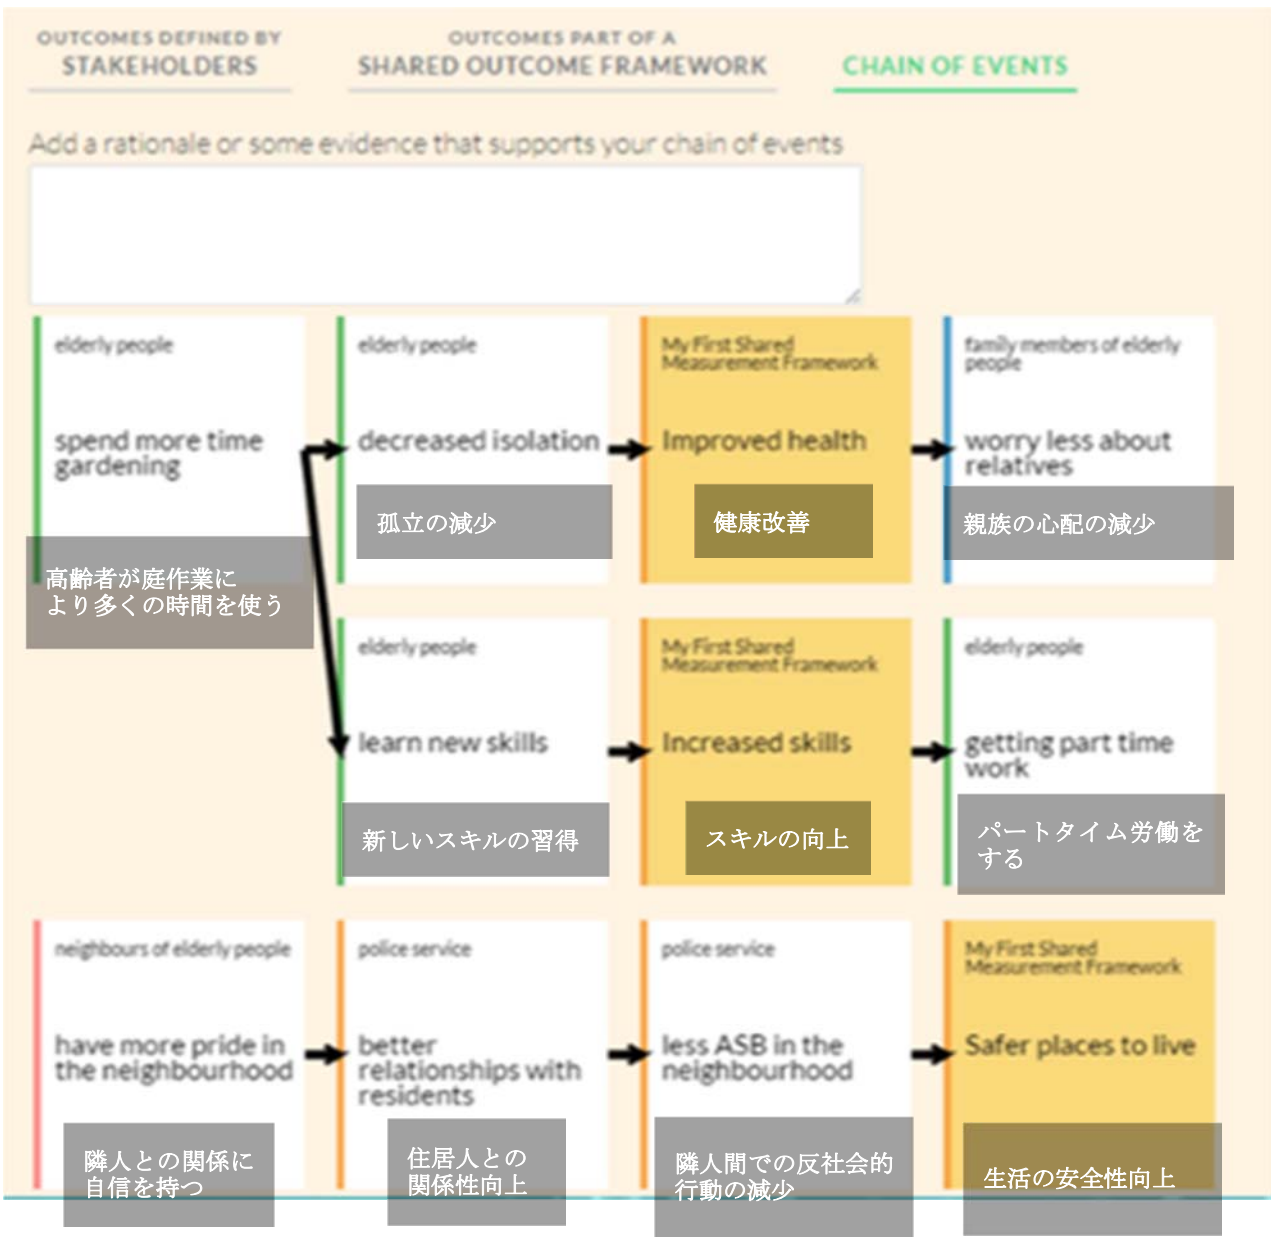 OUTCOMES DEFINED BY
STAKEHOLDERS
OUTCOMES PART OF A
SHARED OUTCOME FRAMEWORK
CHAIN OF EVENTS
Add a rationale or some evidence that supports your chain of events
elderly people
spend more time
gardening
高齢者が庭作業に
より多くの時間を使う
elderly people
decreased isolation
孤立の減少
My First Shared
Measurement Framework
Improved health
健康改善
family members of elderly
people
worry less about
relatives
親族の心配の減少
elderly people
learn new skills
新しいスキルの習得
My First Shared
Measurement Framework
Increased skills
スキルの向上
elderly people
getting part time
work
パートタイム労働を
する
neighbours of elderly people
have more pride in
the neighbourhood
隣人との関係に
自信を持つ
police service
better
relationships with
residents
住居人との
関係性向上
police service
less ASB in the
neighbourhood
隣人間での反社会的
行動の減少
My First Shared
Measurement Framework
Safer places to live
生活の安全性向上